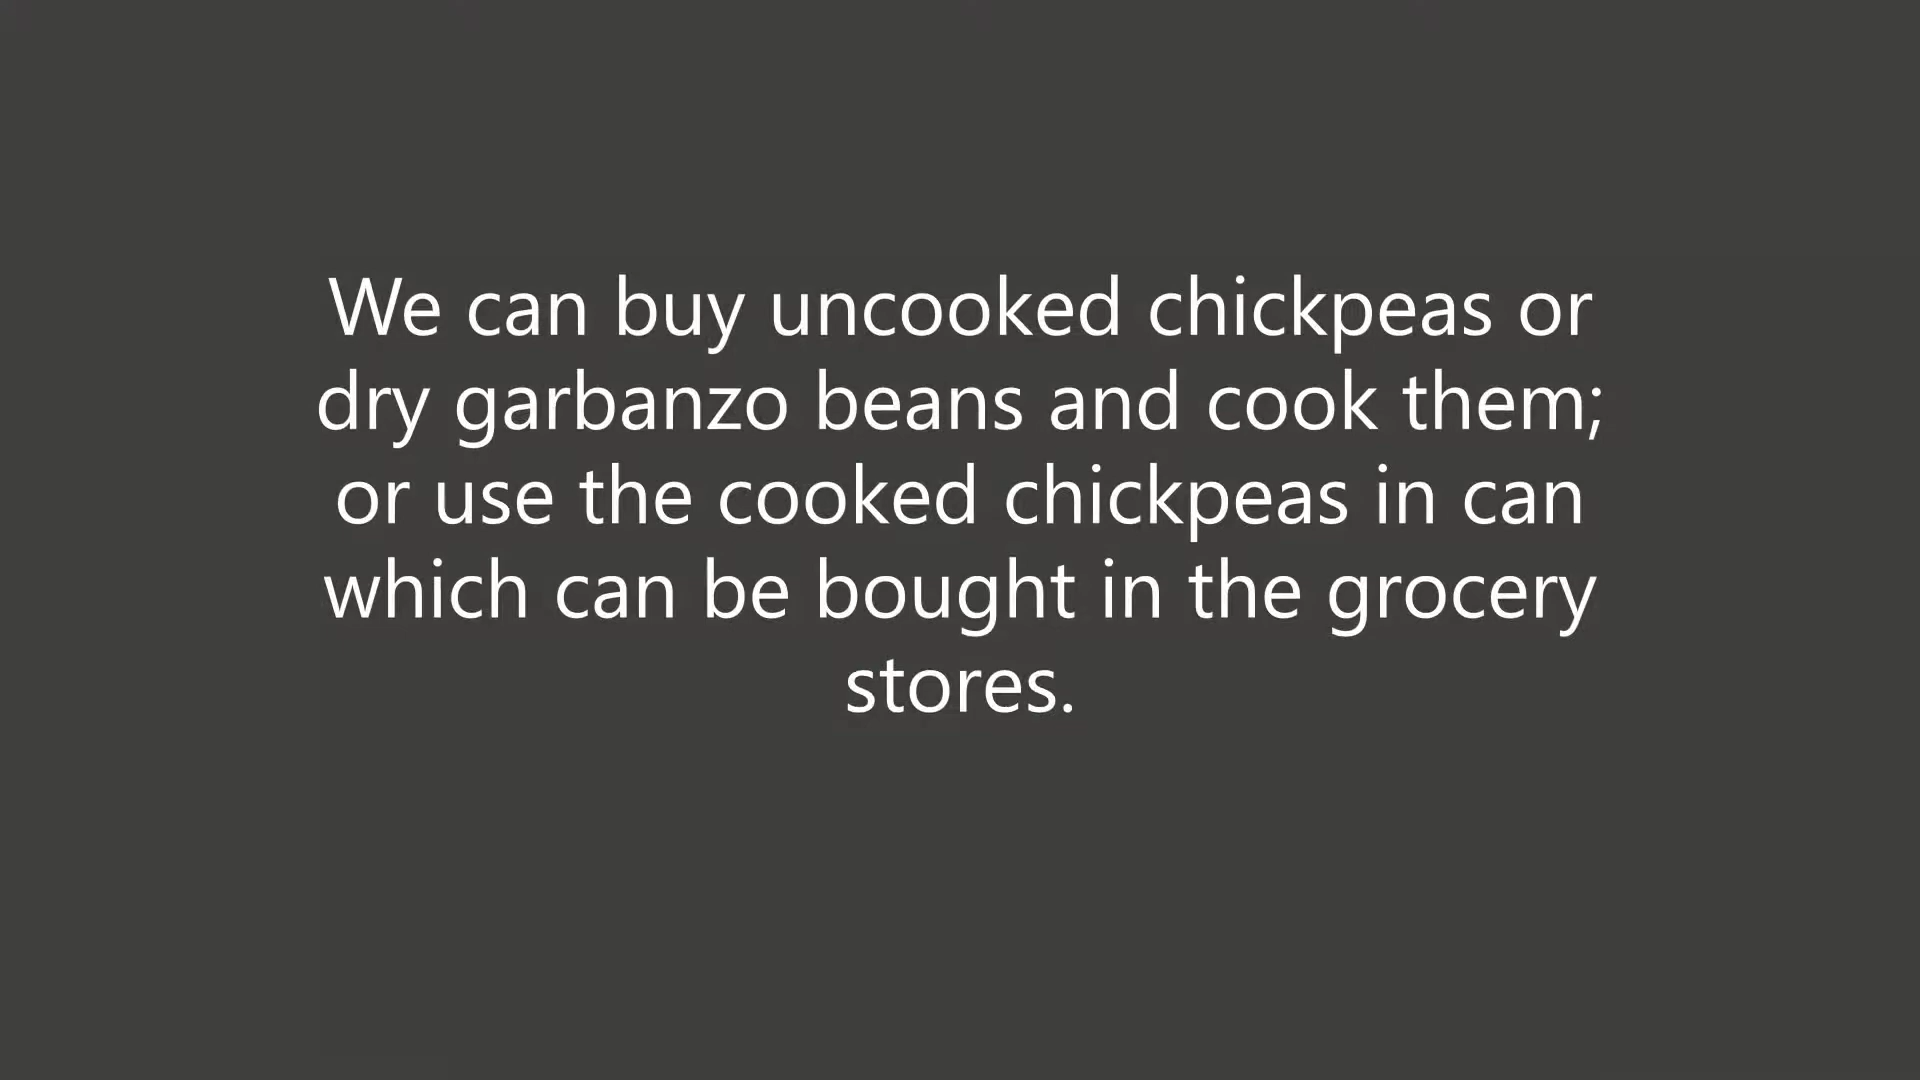 We can buy uncooked chickpeas or
dry garbanzo beans and cook them;
or use the cooked chickpeas in can
which can be bought in the grocery
stores.